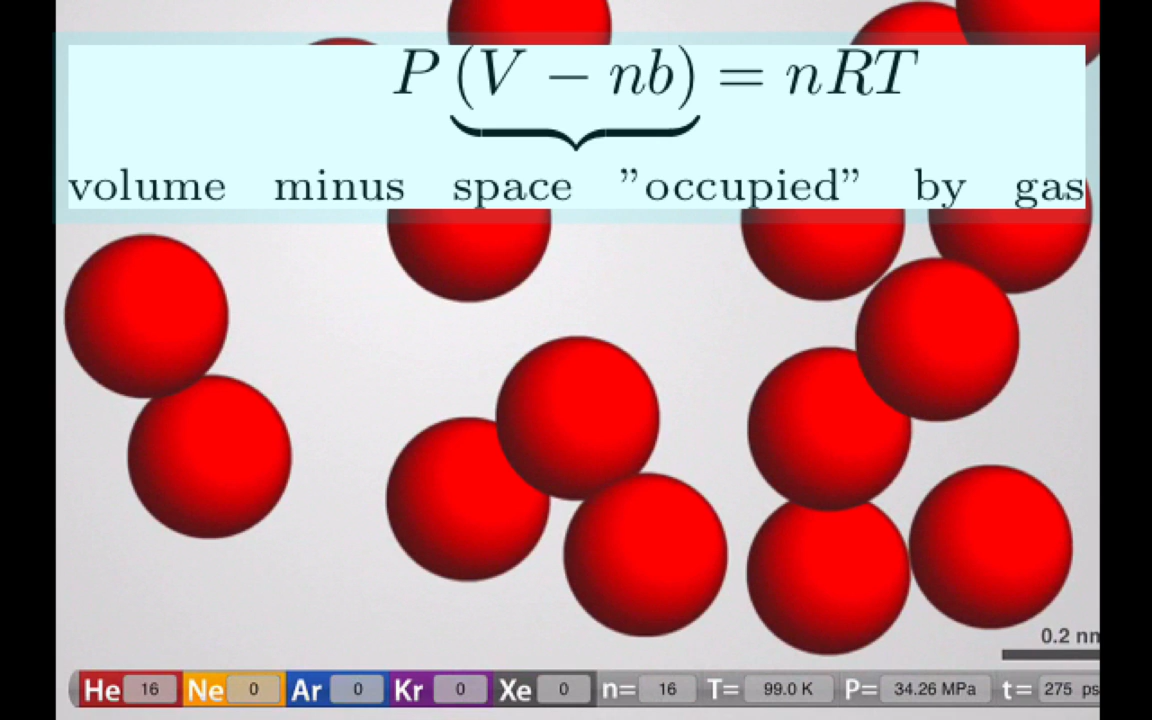 P (V − nb) = nRT
volume minus space ”occupied” by gas
0.2 nm
He 16 Ne 0 Ar 0 Kr 0 Xe 0 n= 16 T= 99.0 K P= 34.26 MPa t= 275 ps